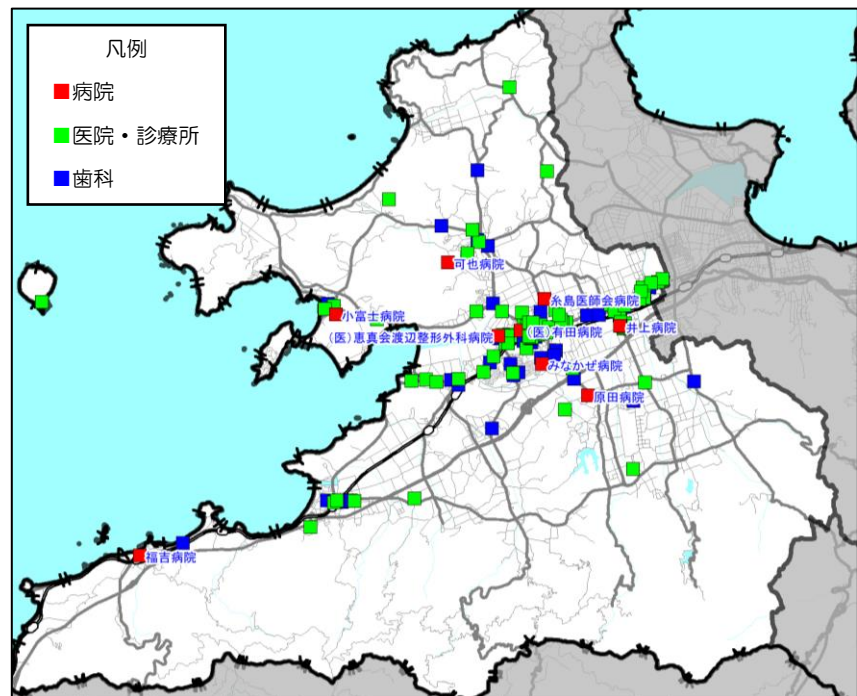 凡例
病院
医院・診療所
歯科
可也病院
糸島医師会病院
小富士病院
(医)恵真会渡辺整形外科病院
(医)有田病院
井上病院
みなかぜ病院
原田病院
福吉病院